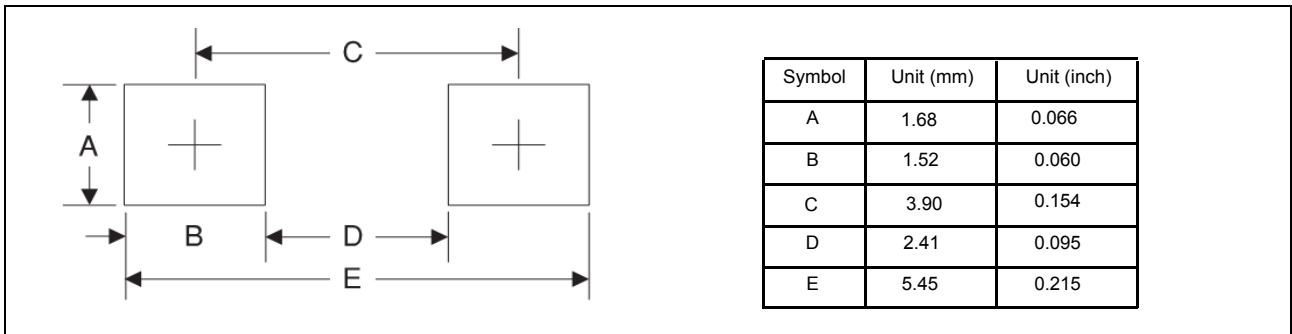 C
A
B D
E
Symbol Unit (mm) Unit (inch)
A 1.68 0.066
B 1.52 0.060
C 3.90 0.154
D 2.41 0.095
E 5.45 0.215